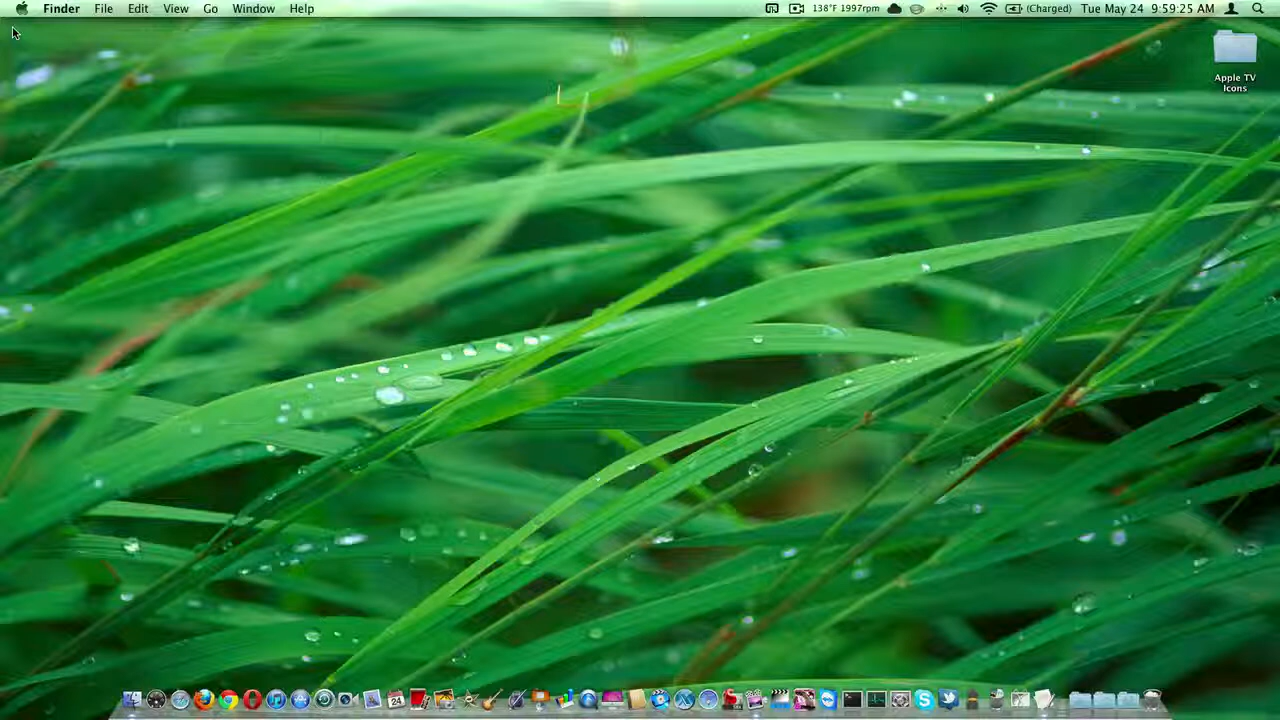 Finder File Edit View Go Window Help 138°F 1997rpm (Charged) Tue May 24 9:59:25 AM
Apple TV
Icons
24